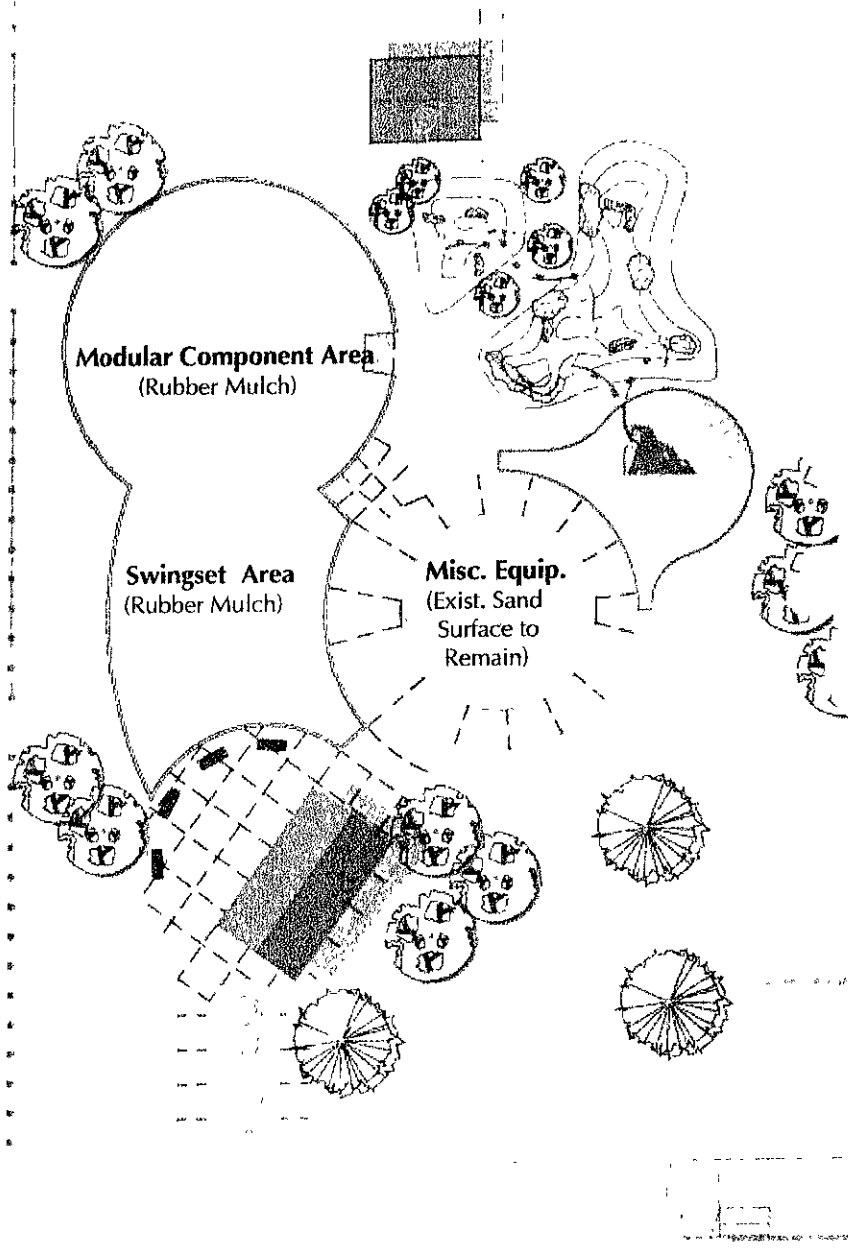 Modular Component Area
(Rubber Mulch)
Swingset Area
(Rubber Mulch)
Misc. Equip.
(Exist. Sand
Surface to
Remain)